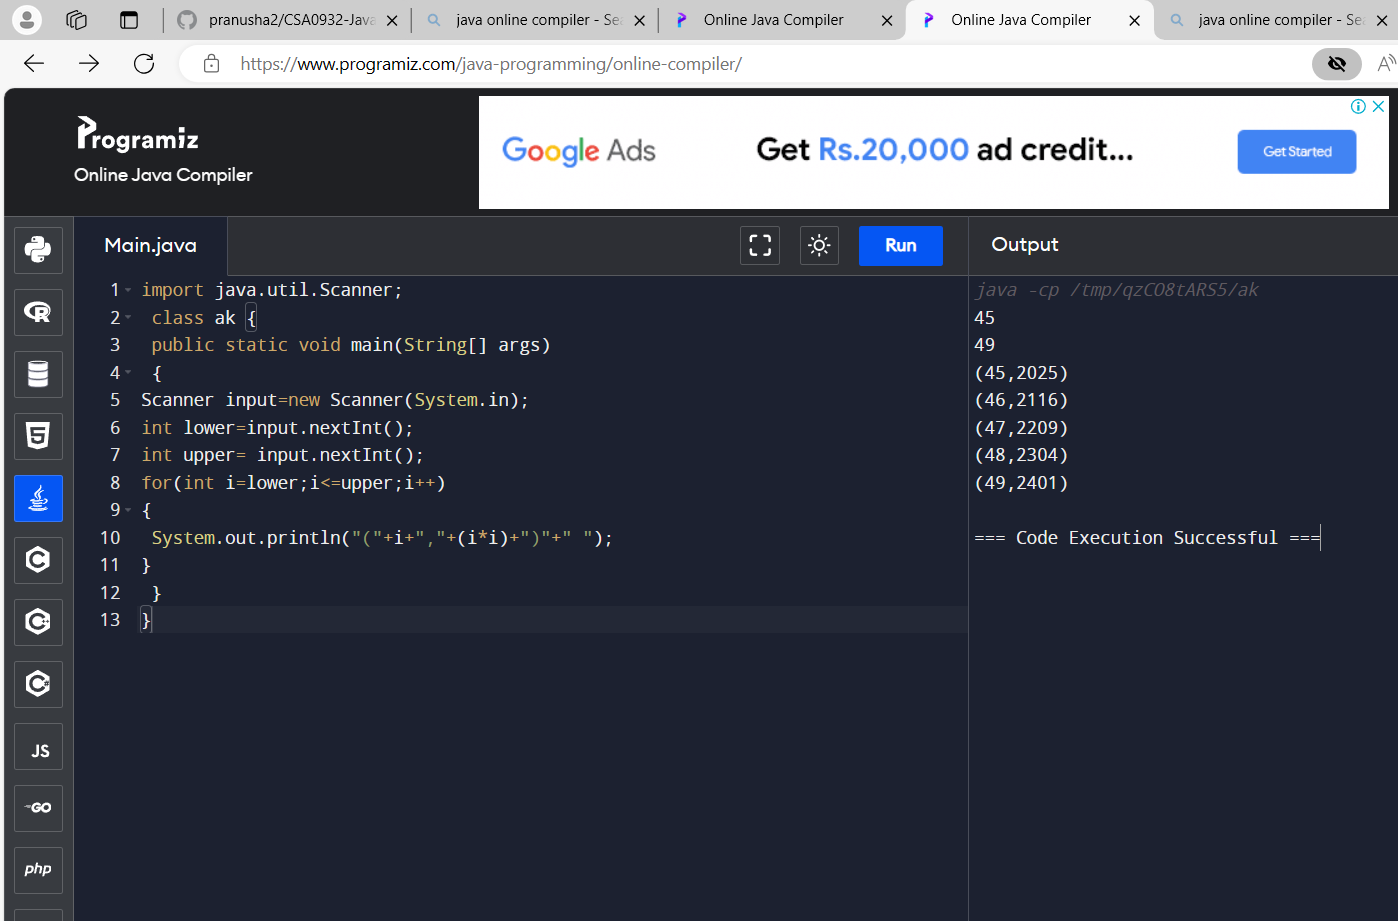 pranusha2/CSA0932-Java
java online compiler - Sea
Online Java Compiler
Online Java Compiler
java online compiler - Se
https://www.programiz.com/java-programming/online-compiler/
Programiz
Online Java Compiler
Google Ads
Get Rs.20,000 ad credit...
Get Started
Main.java
Run
Output
1 import java.util.Scanner;
2 class ak {
3 public static void main(String[] args)
4 {
5 Scanner input=new Scanner(System.in);
6 int lower=input.nextInt();
7 int upper= input.nextInt();
8 for(int i=lower;i<=upper;i++)
9 {
10 System.out.println("("+i+","+(i*i)+")"+" ");
11 }
12 }
13 }
java -cp /tmp/qzCO8tARS5/ak
45
49
(45,2025)
(46,2116)
(47,2209)
(48,2304)
(49,2401)
=== Code Execution Successful ===
R
5
C
C++
C#
JS
GO
php